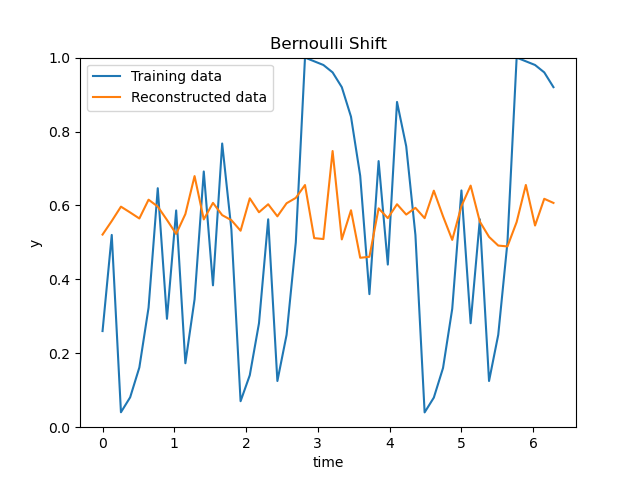 Bernoulli Shift
Training data
Reconstructed data
1.0
0.8
0.6
0.4
0.2
0.0
y
0 1 2 3 4 5 6
time